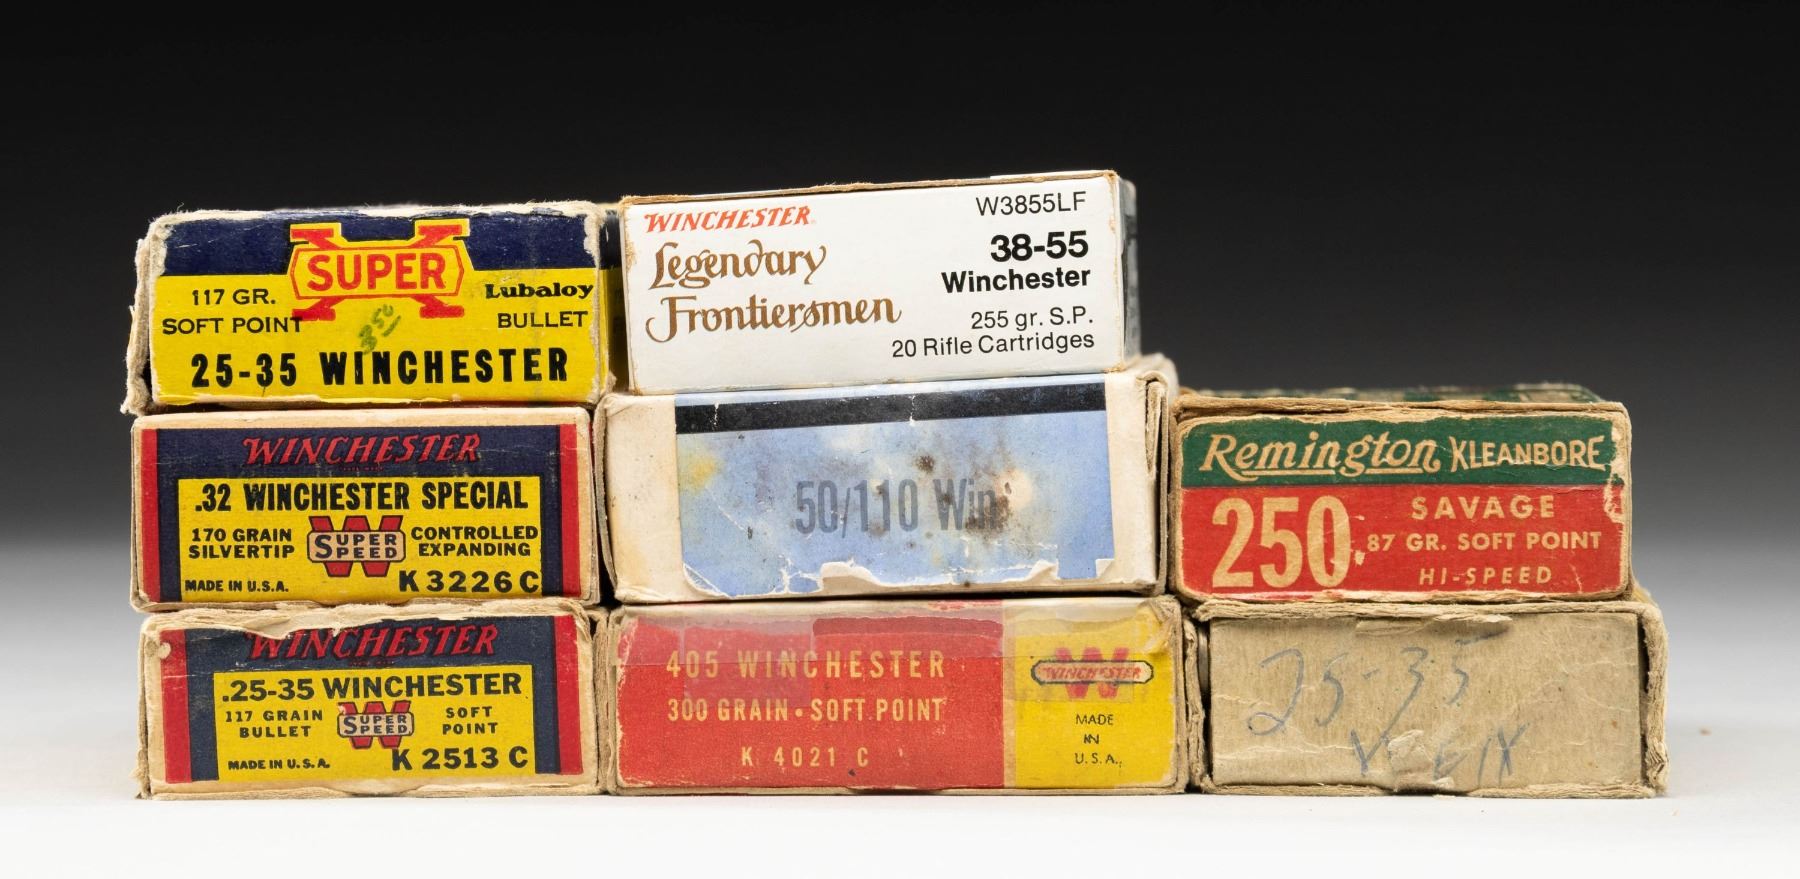 SUPER
X
117 GR.
SOFT POINT
Lubaloy
BULLET
350
25-35 WINCHESTER
WINCHESTER
Legendary
Frontiersmen
W3855LF
38-55
Winchester
255 gr. S.P.
20 Rifle Cartridges
WINCHESTER
.32 WINCHESTER SPECIAL
170 GRAIN
SILVERTIP
W
SUPER
SPEED
CONTROLLED
EXPANDING
MADE IN U.S.A.
K 3226 C
50/110 Win
Remington KLEANBORE
250
SAVAGE
87 GR. SOFT POINT
HI-SPEED
WINCHESTER
.25-35 WINCHESTER
117 GRAIN
BULLET
SUPER
SPEED
W
SOFT
POINT
MADE IN U.S.A.
K 2513 C
405 WINCHESTER
300 GRAIN • SOFT POINT
K 4021 C
W
WINCHESTER
MADE
IN
U.S.A.
25-35